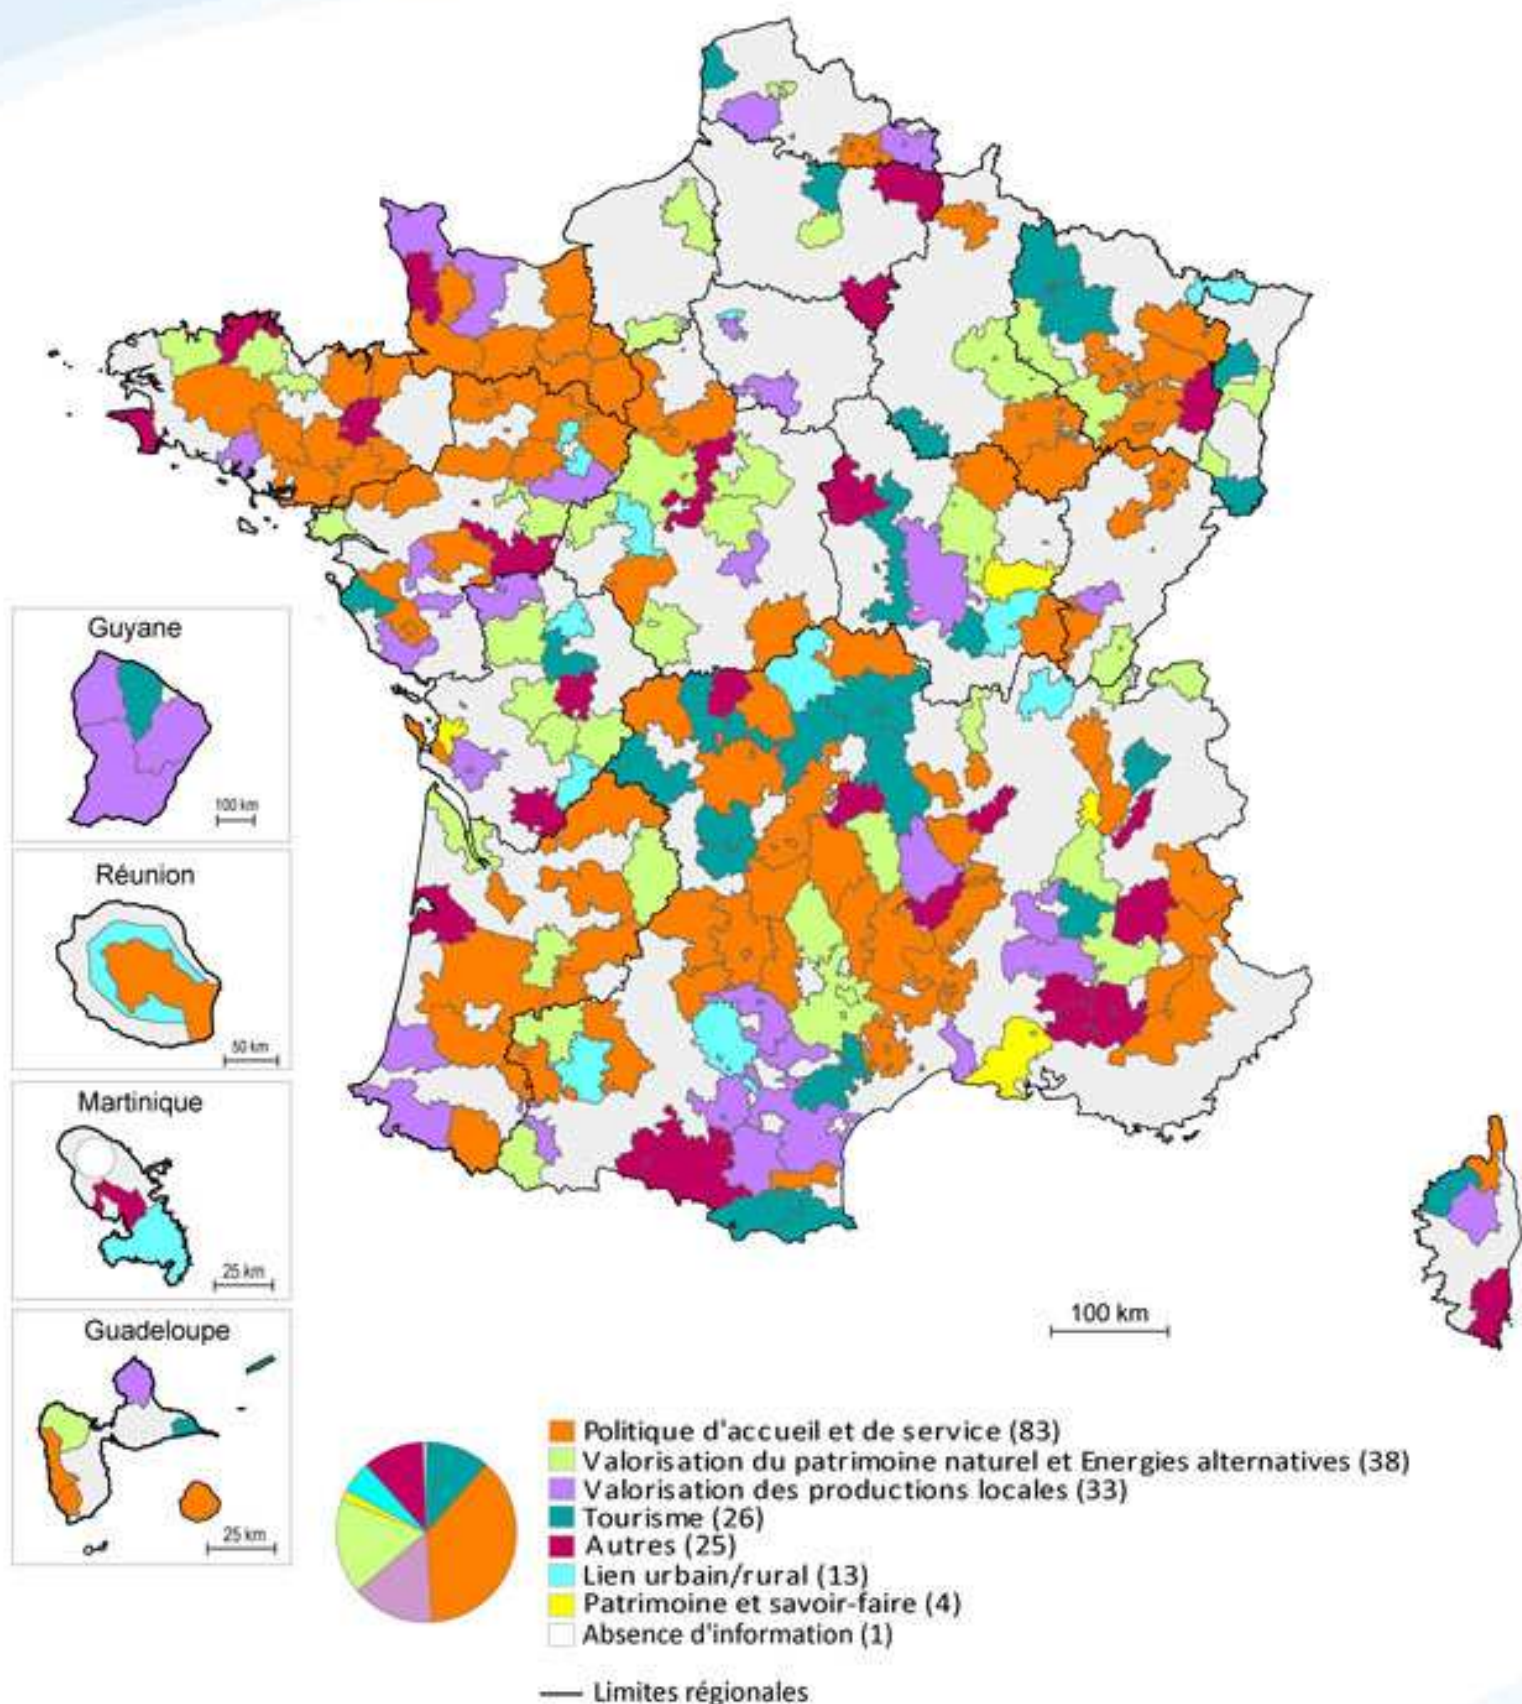 Guyane
100 km
Réunion
50 km
Martinique
25 km
Guadeloupe
25 km
100 km
Politique d'accueil et de service (83)
Valorisation du patrimoine naturel et Energies alternatives (38)
Valorisation des productions locales (33)
Tourisme (26)
Autres (25)
Lien urbain/rural (13)
Patrimoine et savoir-faire (4)
Absence d'information (1)
Limites régionales